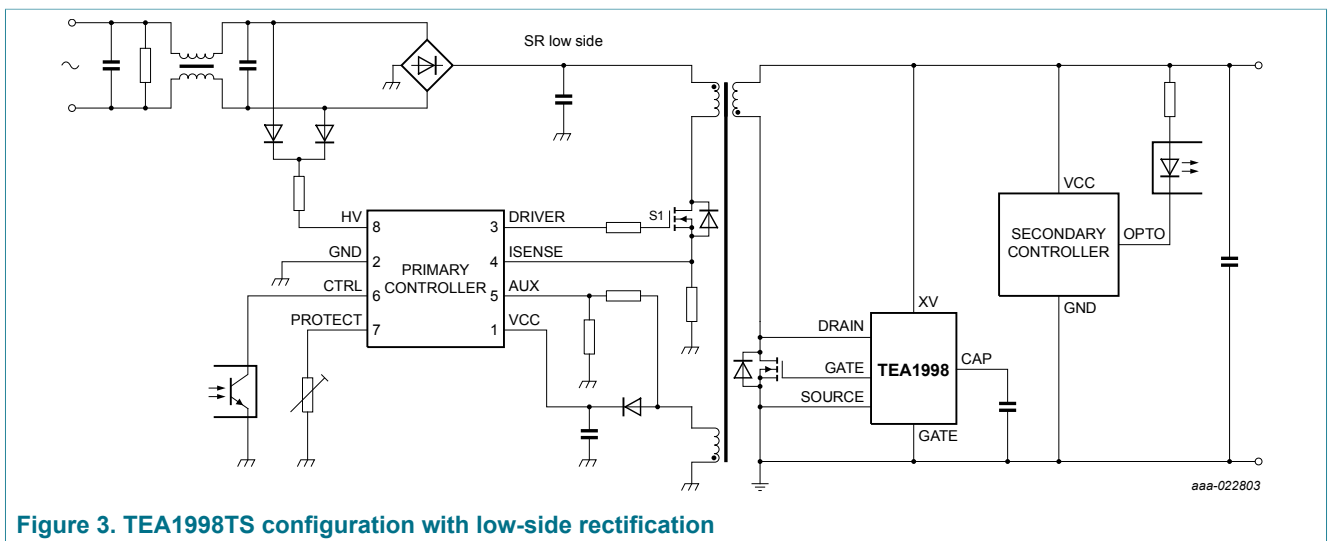 SR low side
S1
HV
8
3
DRIVER
GND
2
4
ISENSE
PRIMARY
CONTROLLER
CTRL
6
5
AUX
PROTECT
7
1
VCC
VCC
SECONDARY
CONTROLLER
OPTO
GND
XV
DRAIN
GATE
SOURCE
TEA1998
CAP
GATE
aaa-022803
Figure 3. TEA1998TS configuration with low-side rectification